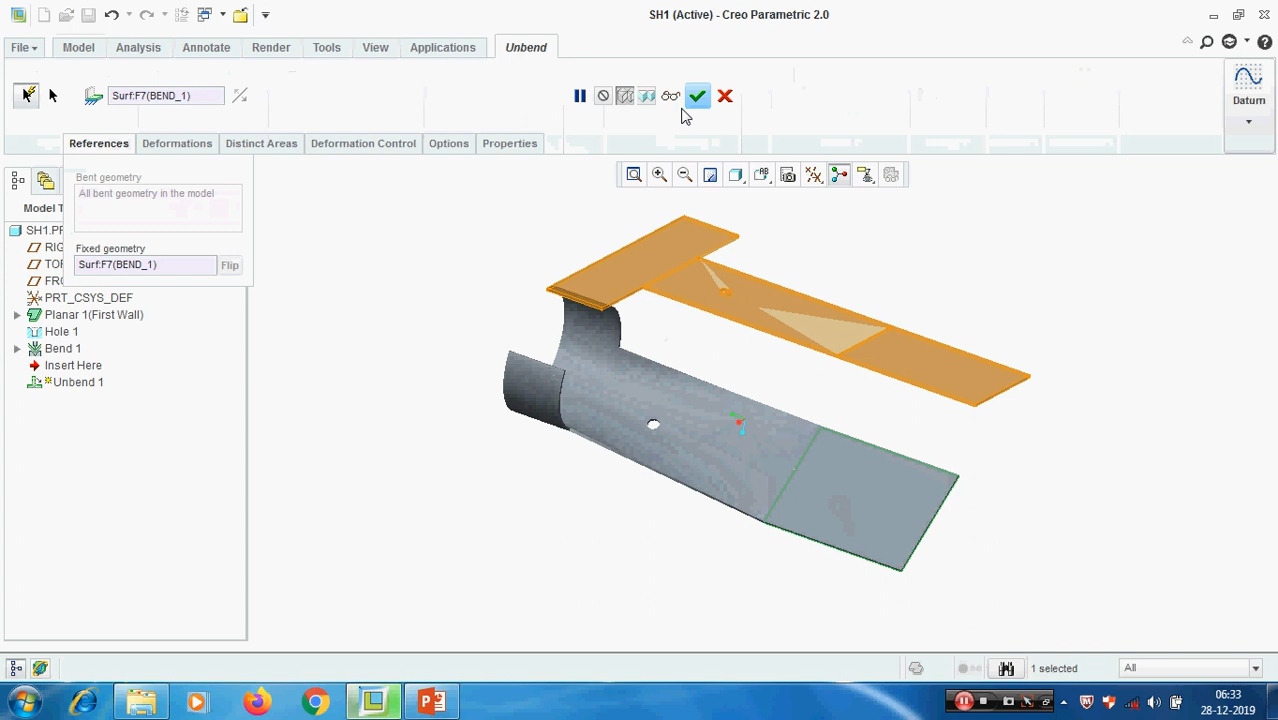 SH1 (Active) - Creo Parametric 2.0
File Model Analysis Annotate Render Tools View Applications Unbend
Surf:F7(BEND_1)
Datum
References Deformations Distinct Areas Deformation Control Options Properties
Bent geometry
All bent geometry in the model
Fixed geometry
Surf:F7(BEND_1) Flip
Model T
SH1.PR
RIG
TOP
FRO
PRT_CSYS_DEF
Planar 1(First Wall)
Hole 1
Bend 1
Insert Here
Unbend 1
1 selected All
06:33
28-12-2019